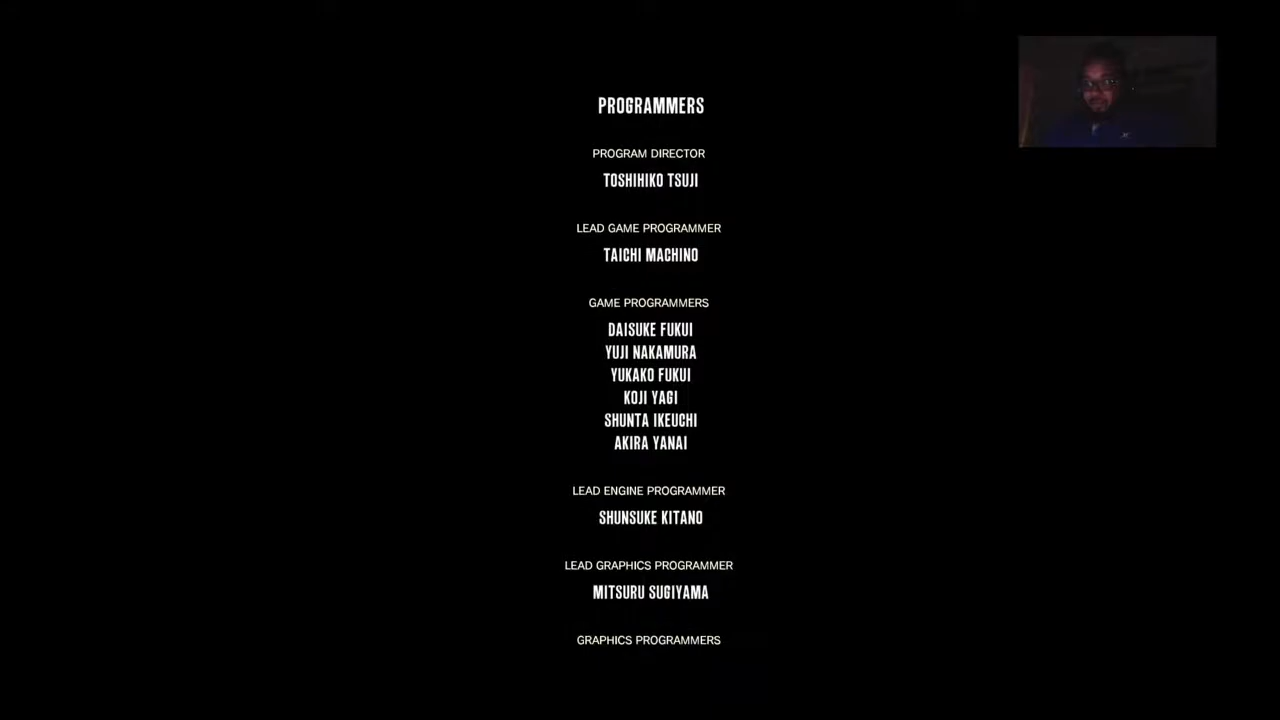 PROGRAMMERS
PROGRAM DIRECTOR
TOSHIHIKO TSUJI
LEAD GAME PROGRAMMER
TAICHI MACHINO
GAME PROGRAMMERS
DAISUKE FUKUI
YUJI NAKAMURA
YUKAKO FUKUI
KOJI YAGI
SHUNTA IKEUCHI
AKIRA YANAI
LEAD ENGINE PROGRAMMER
SHUNSUKE KITANO
LEAD GRAPHICS PROGRAMMER
MITSURU SUGIYAMA
GRAPHICS PROGRAMMERS